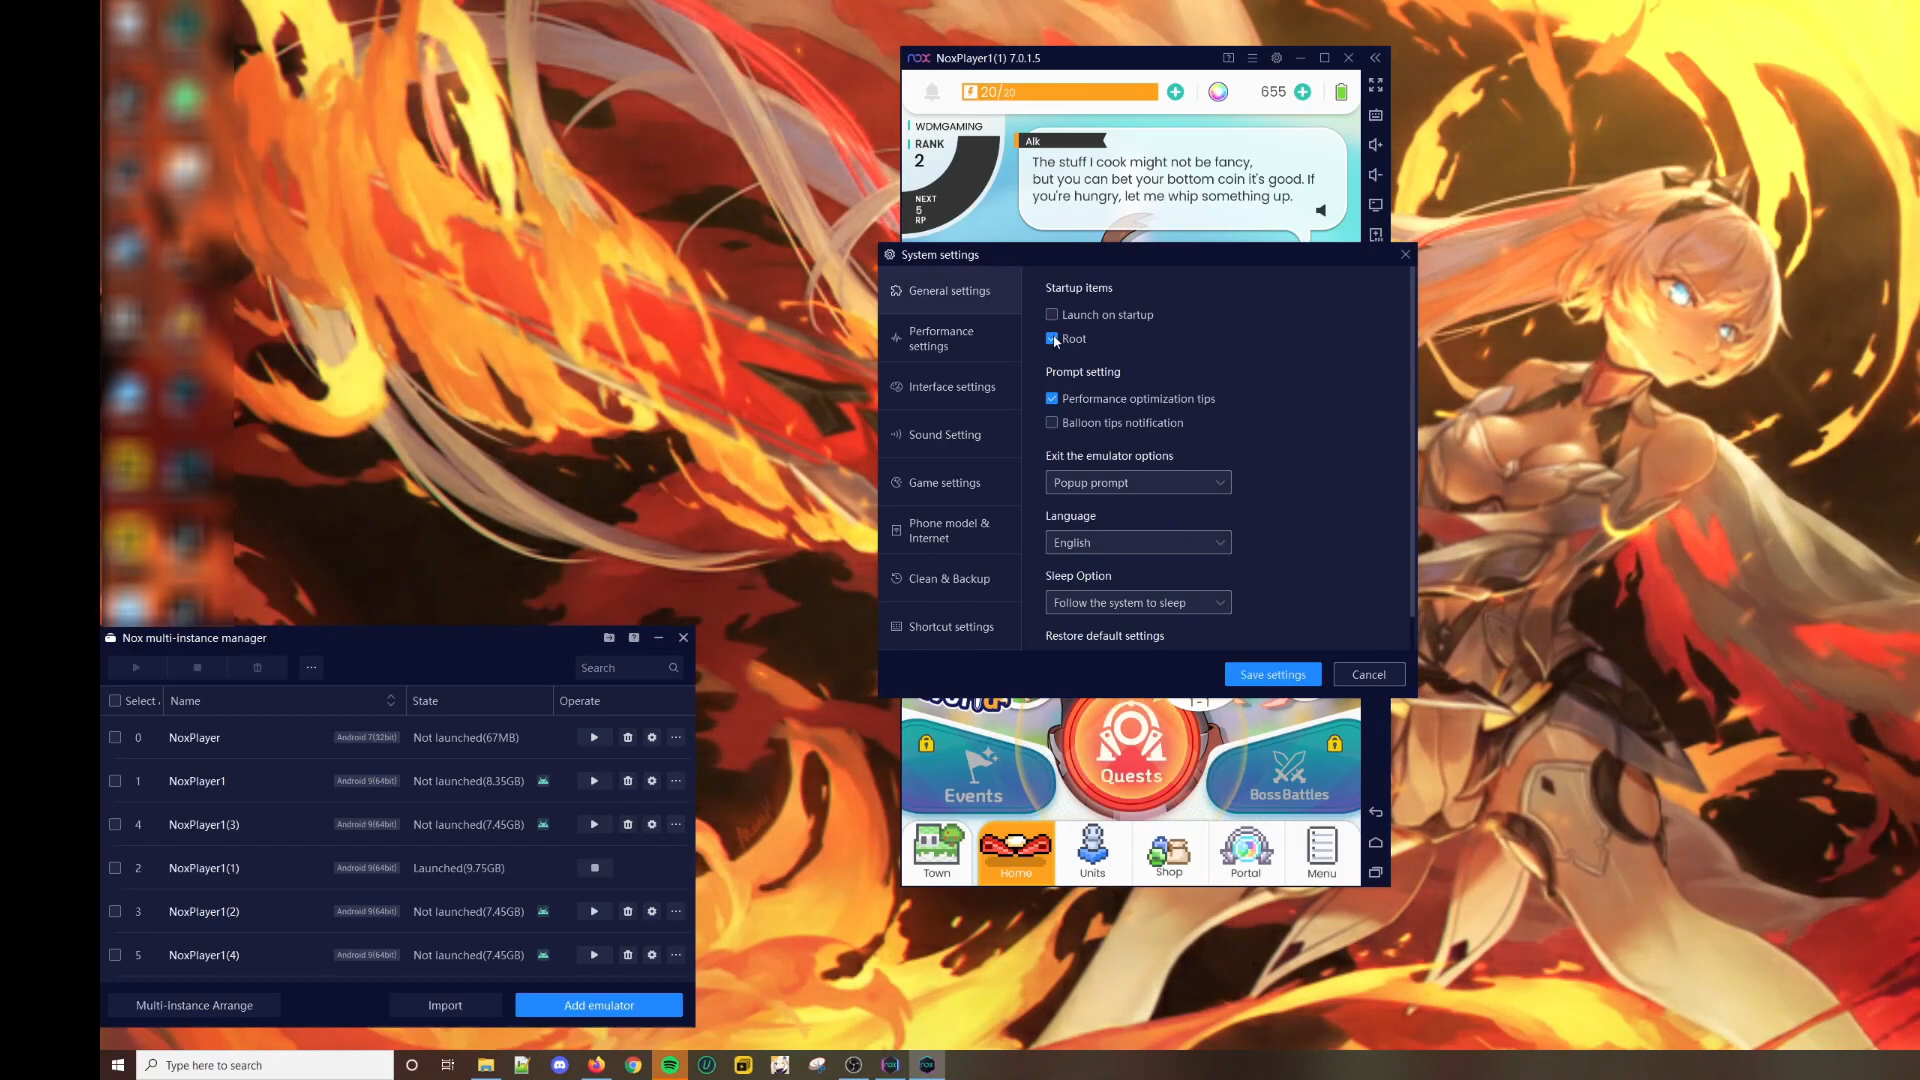 nox NoxPlayer1(1) 7.0.1.5
20/20
655
WDMGAMING
RANK
2
NEXT
5
RP
Alk
The stuff I cook might not be fancy,
but you can bet your bottom coin it's good. If
you're hungry, let me whip something up.
System settings
General settings
Performance
settings
Interface settings
Sound Setting
Game settings
Phone model &
Internet
Clean & Backup
Shortcut settings
Startup items
Launch on startup
Root
Prompt setting
Performance optimization tips
Balloon tips notification
Exit the emulator options
Popup prompt
Language
English
Sleep Option
Follow the system to sleep
Restore default settings
Save settings
Cancel
Events
Quests
Boss Battles
Town
Home
Units
Shop
Portal
Menu
Nox multi-instance manager
Search
Select
Name
State
Operate
0 NoxPlayer Android 7(32bit) Not launched(67MB)
1 NoxPlayer1 Android 9(64bit) Not launched(8.35GB)
4 NoxPlayer1(3) Android 9(64bit) Not launched(7.45GB)
2 NoxPlayer1(1) Android 9(64bit) Launched(9.75GB)
3 NoxPlayer1(2) Android 9(64bit) Not launched(7.45GB)
5 NoxPlayer1(4) Android 9(64bit) Not launched(7.45GB)
Multi-instance Arrange
Import
Add emulator
Type here to search